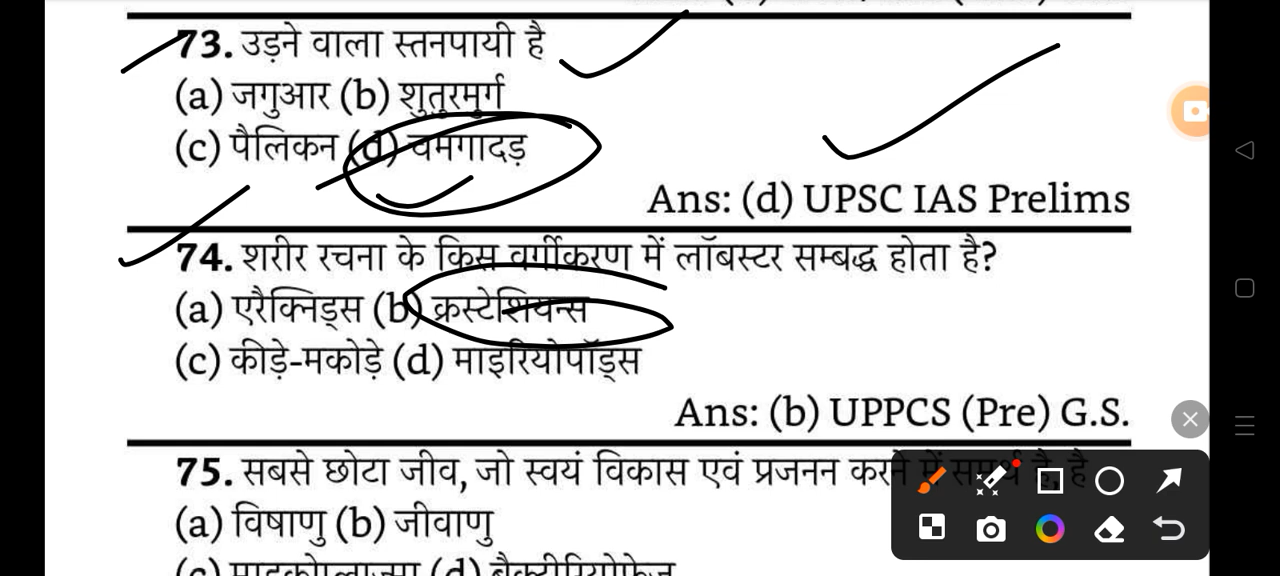 73. उड़ने वाला स्तनपायी है
(a) जगुआर (b) शुतुरमुर्ग
(c) पैलिकन (d) चमगादड़
Ans: (d) UPSC IAS Prelims
74. शरीर रचना के किस वर्गीकरण में लॉबस्टर सम्बद्ध होता है?
(a) एरैक्निड्स (b) क्रस्टेशियन्स
(c) कीड़े-मकोड़े (d) माइरियोपॉड्स
Ans: (b) UPPCS (Pre) G.S.
75. सबसे छोटा जीव, जो स्वयं विकास एवं प्रजनन करने में समर्थ है, है
(a) विषाणु (b) जीवाणु
(c) माइकोप्लाज्मा (d) बैक्टीरियोफेज